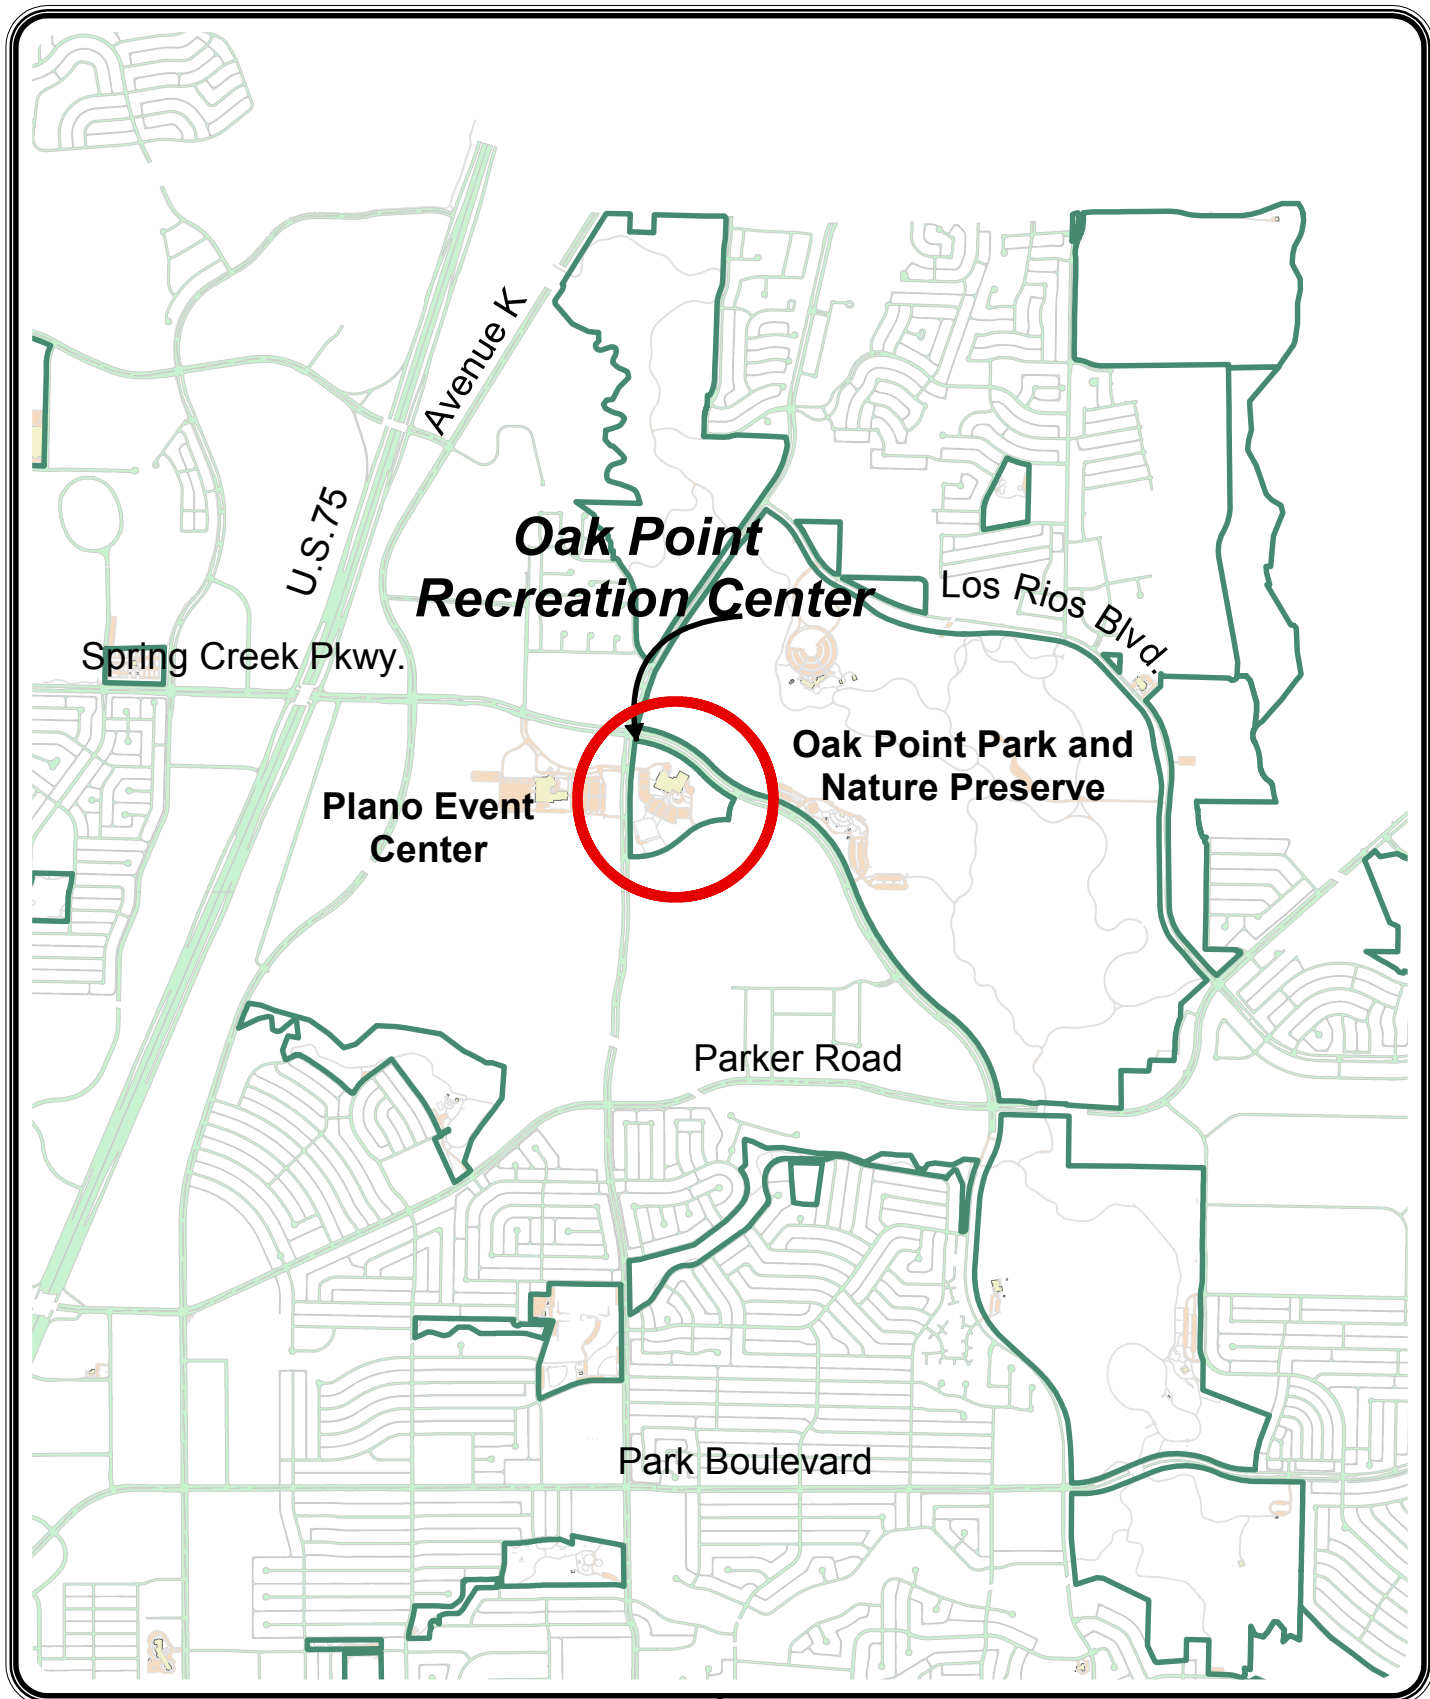 Avenue K
U.S.75
Oak Point
Recreation Center
Los Rios Blvd.
Spring Creek Pkwy.
Oak Point Park and
Nature Preserve
Plano Event
Center
Parker Road
Park Boulevard